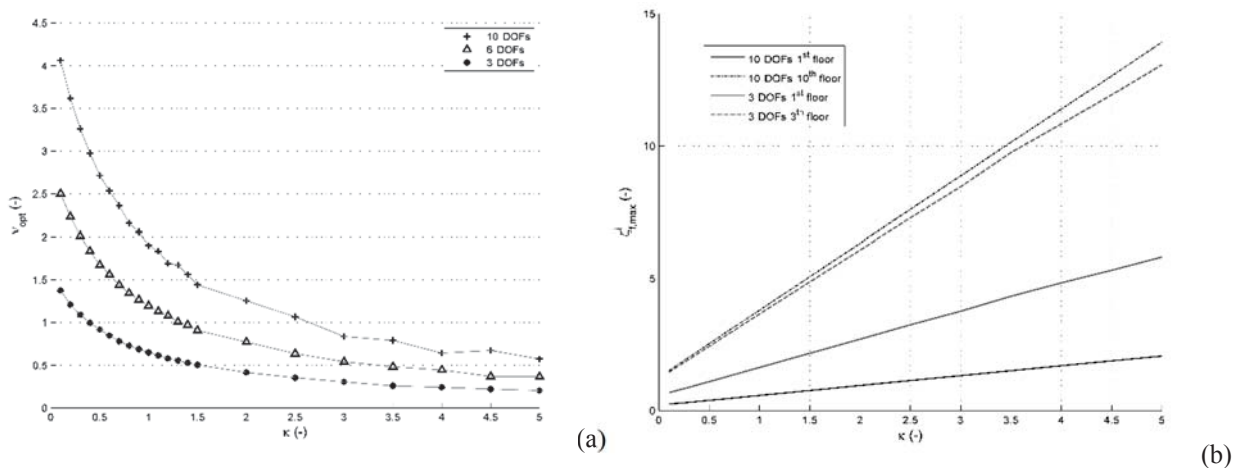 4.5
4
3.5
3
2.5
2
1.5
1
0.5
0
ν_opt (-)
10 DOFs
6 DOFs
3 DOFs
0 0.5 1 1.5 2 2.5 3 3.5 4 4.5 5
κ (-)
(a)
15
10
5
0
10 DOFs 1st floor
10 DOFs 10th floor
3 DOFs 1st floor
3 DOFs 3th floor
0 0.5 1 1.5 2 2.5 3 3.5 4 4.5 5
κ (-)
(b)